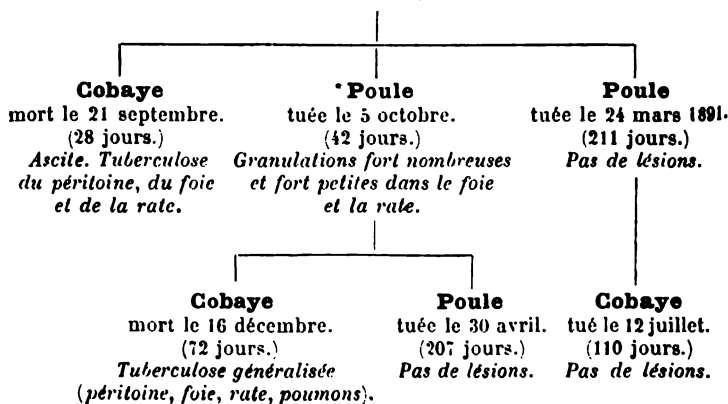 Cobaye
mort le 21 septembre.
(28 jours.)
Ascite. Tuberculose
du péritoine, du foie
et de la rate.
*Poule
tuée le 5 octobre.
(42 jours.)
Granulations fort nombreuses
et fort petites dans le foie
et la rate.
Poule
tuée le 24 mars 1891.
(211 jours.)
Pas de lésions.
Cobaye
mort le 16 décembre.
(72 jours.)
Tuberculose généralisée
(péritoine, foie, rate, poumons).
Poule
tuée le 30 avril.
(207 jours.)
Pas de lésions.
Cobaye
tué le 12 juillet.
(110 jours.)
Pas de lésions.